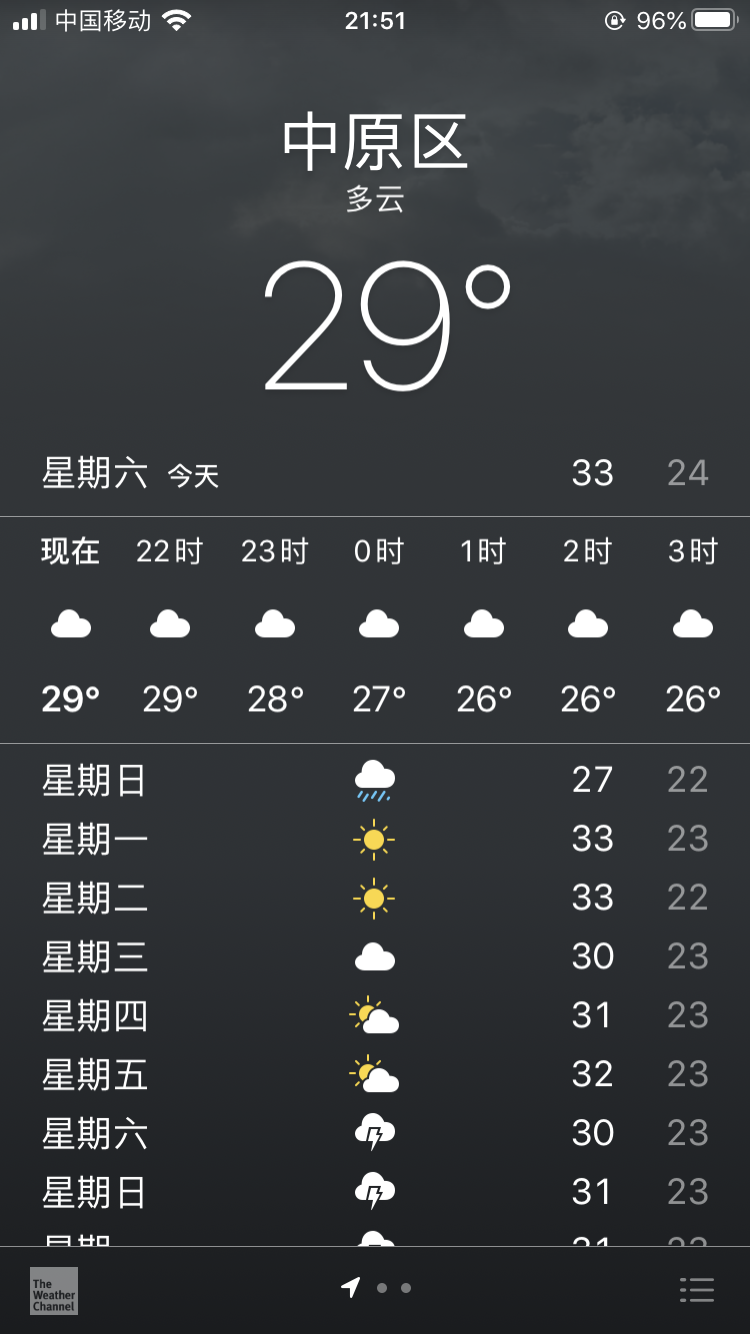 中国移动 21:51 96%
中原区
多云
29°
星期六 今天 33 24
现在 22时 23时 0时 1时 2时 3时
29° 29° 28° 27° 26° 26° 26°
星期日 27 22
星期一 33 23
星期二 33 22
星期三 30 23
星期四 31 23
星期五 32 23
星期六 30 23
星期日 31 23
星期
The
Weather
Channel